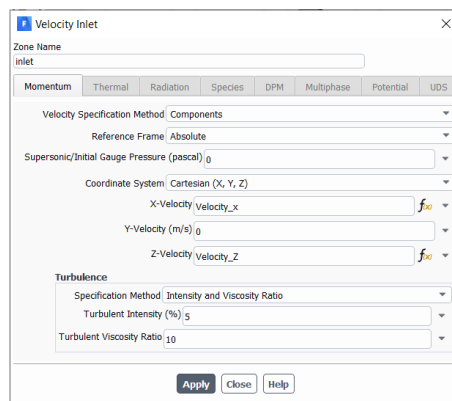 Velocity Inlet
Zone Name
inlet
Momentum Thermal Radiation Species DPM Multiphase Potential UDS
Velocity Specification Method Components
Reference Frame Absolute
Supersonic/Initial Gauge Pressure (pascal) 0
Coordinate System Cartesian (X, Y, Z)
X-Velocity Velocity_x f(x)
Y-Velocity (m/s) 0
Z-Velocity Velocity_Z f(x)
Turbulence
Specification Method Intensity and Viscosity Ratio
Turbulent Intensity (%) 5
Turbulent Viscosity Ratio 10
Apply Close Help